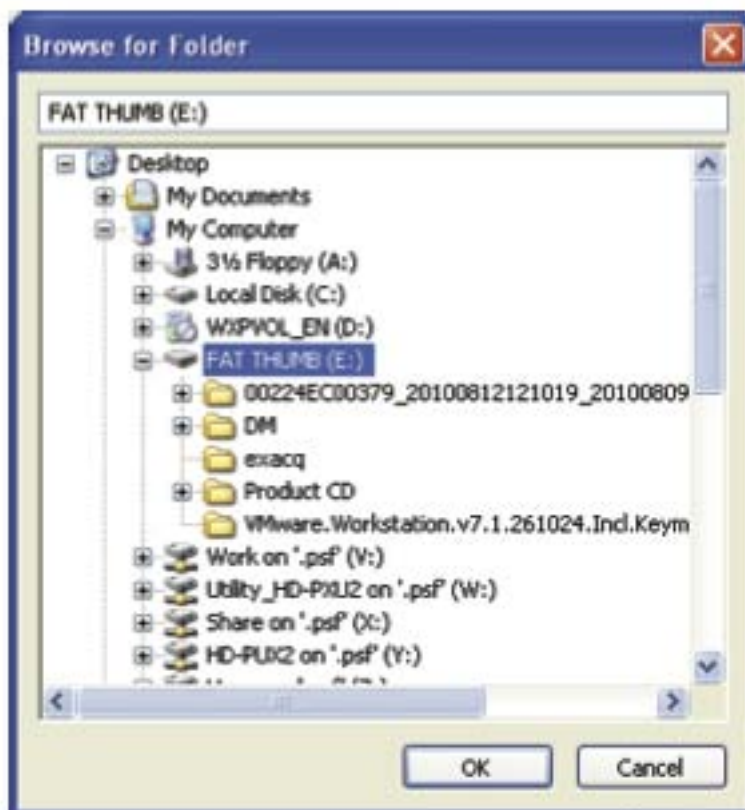 Browse for Folder
FAT THUMB (E:)
Desktop
My Documents
My Computer
3½ Floppy (A:)
Local Disk (C:)
WXPVOL_EN (D:)
FAT THUMB (E:)
00224EC00379_20100812121019_20100809
DM
exacq
Product CD
VMware.Workstation.v7.1.261024.Incl.Keym
Work on '.psf' (V:)
Utility_HD-PXU2 on '.psf' (W:)
Share on '.psf' (X:)
HD-PUX2 on '.psf' (Y:)
OK
Cancel